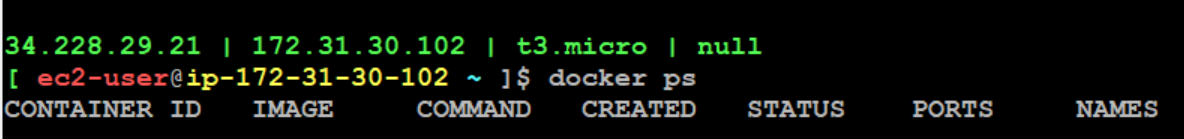 34.228.29.21 | 172.31.30.102 | t3.micro | null
[ ec2-user@ip-172-31-30-102 ~ ]$ docker ps
CONTAINER ID   IMAGE     COMMAND   CREATED   STATUS    PORTS     NAMES